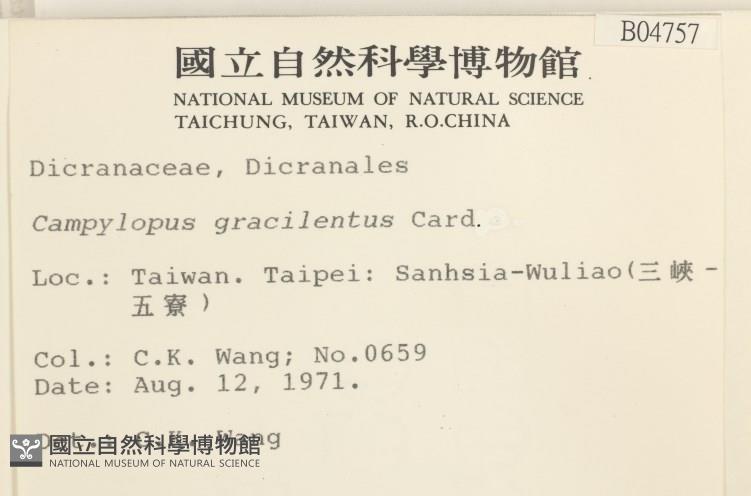 B04757
國立自然科學博物館
NATIONAL MUSEUM OF NATURAL SCIENCE
TAICHUNG, TAIWAN, R.O.CHINA
Dicranaceae, Dicranales
Campylopus gracilentus Card.
Loc.: Taiwan. Taipei: Sanhsia-Wuliao(三峽-
五寮)
Col.: C.K. Wang; No.0659
Date: Aug. 12, 1971.
Det.: C.K. Wang
國立自然科學博物館
NATIONAL MUSEUM OF NATURAL SCIENCE